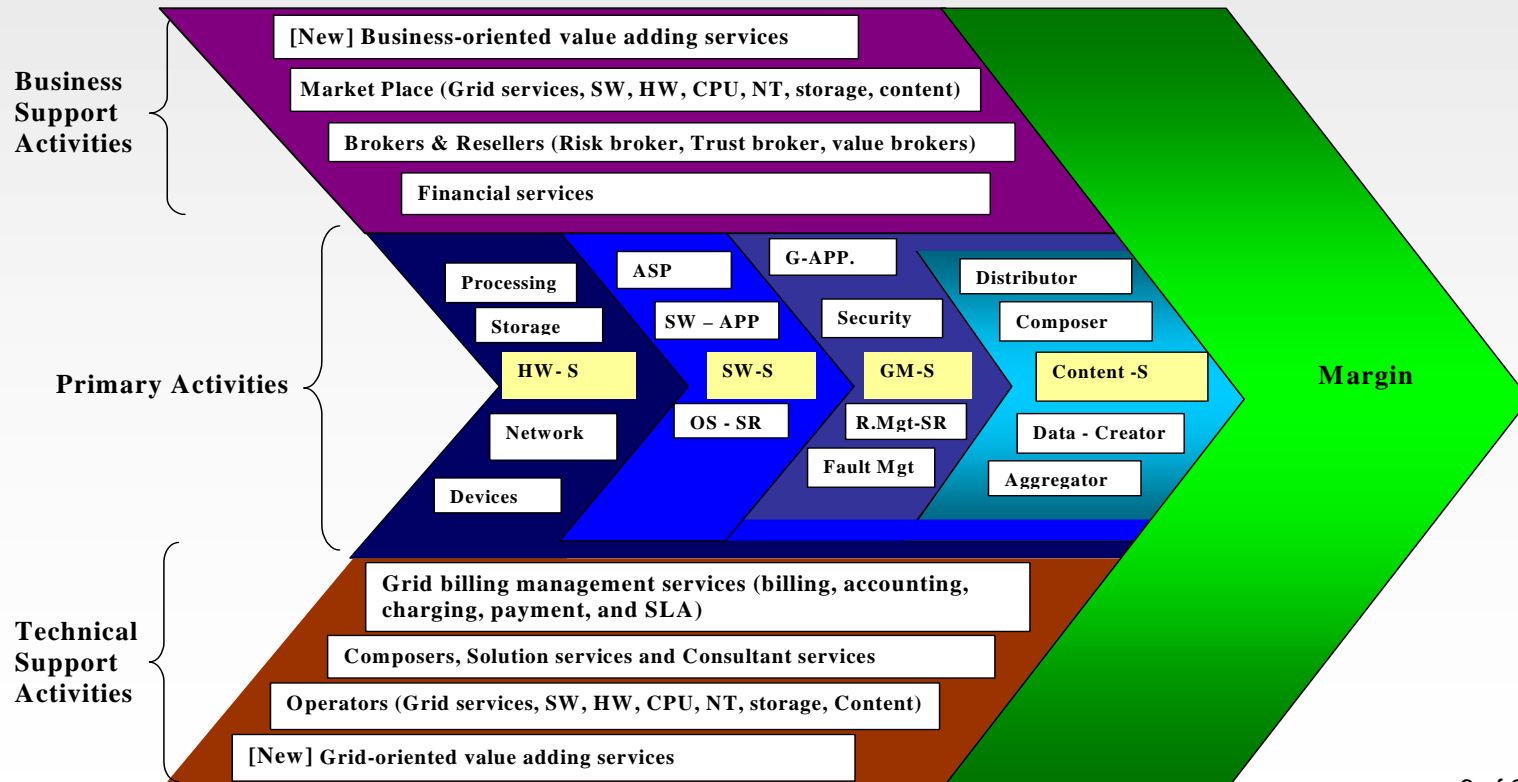 [New] Business-oriented value adding services
Business
Support
Activities
Market Place (Grid services, SW, HW, CPU, NT, storage, content)
Brokers & Resellers (Risk broker, Trust broker, value brokers)
Financial services
Primary Activities
Processing
Storage
HW- S
Network
Devices
ASP
SW – APP
SW-S
OS - SR
G-APP.
Security
GM-S
R.Mgt-SR
Fault Mgt
Distributor
Composer
Content -S
Data - Creator
Aggregator
Margin
Technical
Support
Activities
Grid billing management services (billing, accounting,
charging, payment, and SLA)
Composers, Solution services and Consultant services
Operators (Grid services, SW, HW, CPU, NT, storage, Content)
[New] Grid-oriented value adding services